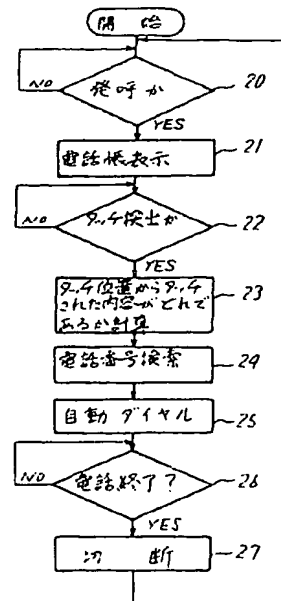 開 始
発呼か
20
NO
YES
電話帳表示
21
タッチ検出か
22
NO
YES
タッチ位置からタッチ
された内容がどれで
あるか計算
23
電話番号検索
24
自動ダイヤル
25
電話終了?
26
NO
YES
切 断
27